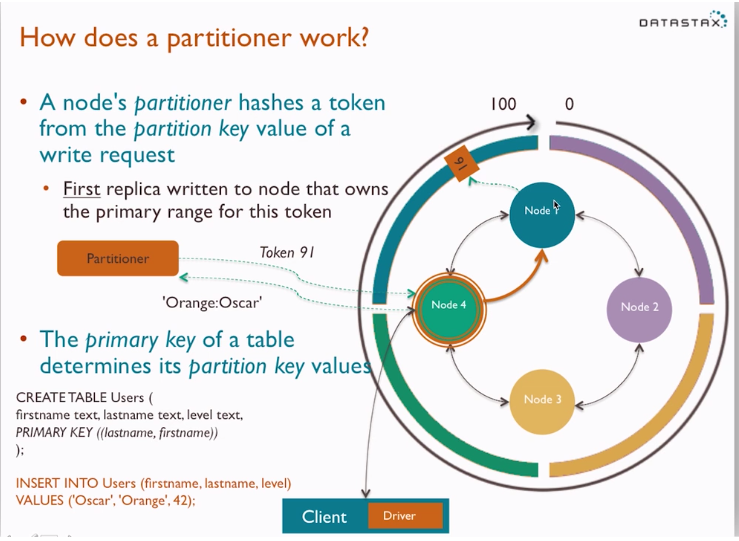 DATASTAX
How does a partitioner work?
• A node's partitioner hashes a token
from the partition key value of a
write request
• First replica written to node that owns
the primary range for this token
Partitioner
Token 91
'Orange:Oscar'
• The primary key of a table
determines its partition key values
CREATE TABLE Users (
firstname text, lastname text, level text,
PRIMARY KEY ((lastname, firstname))
);
INSERT INTO Users (firstname, lastname, level)
VALUES ('Oscar', 'Orange', 42);
100
0
91
Node 1
Node 4
Node 2
Node 3
Client
Driver